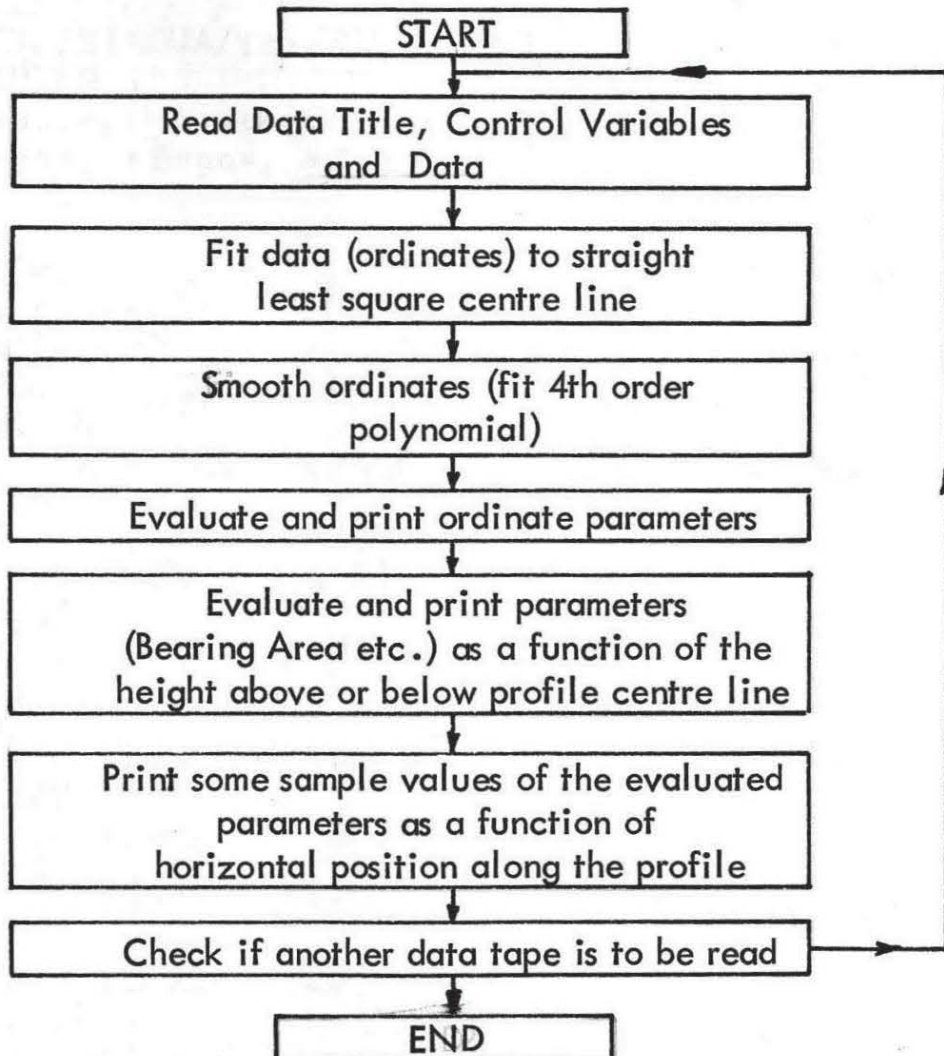 START
Read Data Title, Control Variables
and Data
Fit data (ordinates) to straight
least square centre line
Smooth ordinates (fit 4th order
polynomial)
Evaluate and print ordinate parameters
Evaluate and print parameters
(Bearing Area etc.) as a function of the
height above or below profile centre line
Print some sample values of the evaluated
parameters as a function of
horizontal position along the profile
Check if another data tape is to be read
END